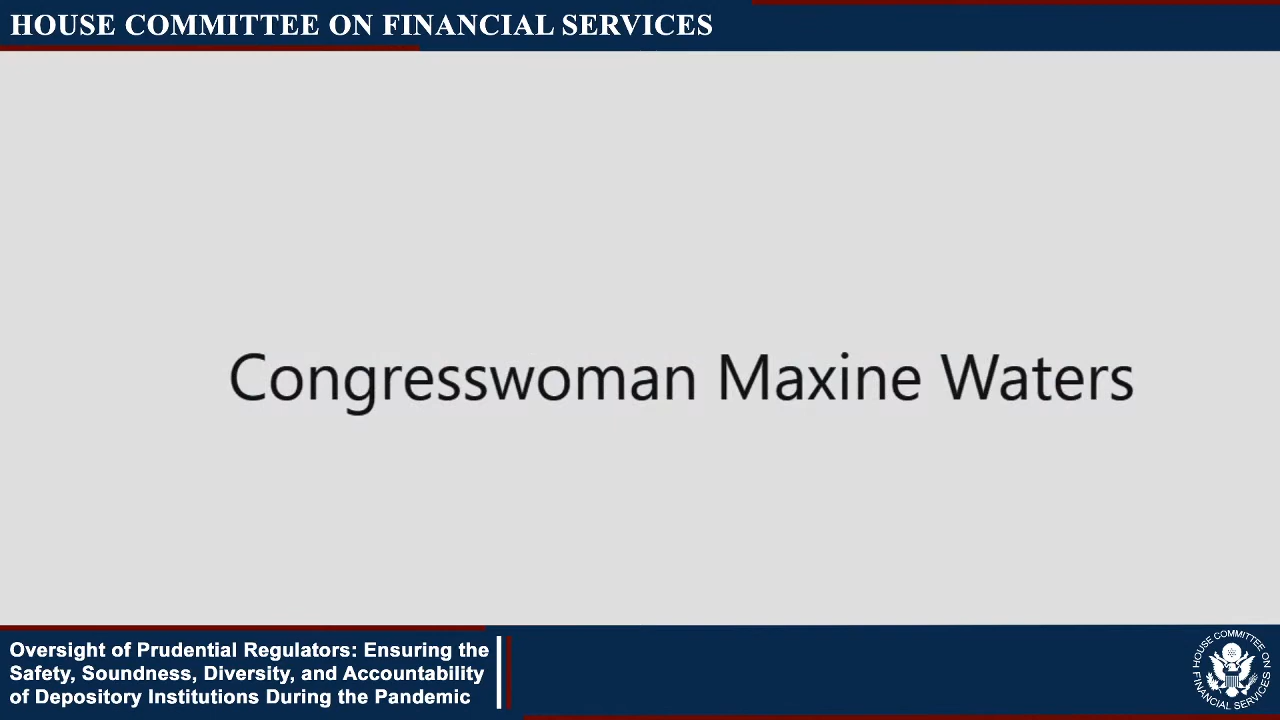 HOUSE COMMITTEE ON FINANCIAL SERVICES
Congresswoman Maxine Waters
Oversight of Prudential Regulators: Ensuring the
Safety, Soundness, Diversity, and Accountability
of Depository Institutions During the Pandemic
HOUSE COMMITTEE ON
FINANCIAL SERVICES